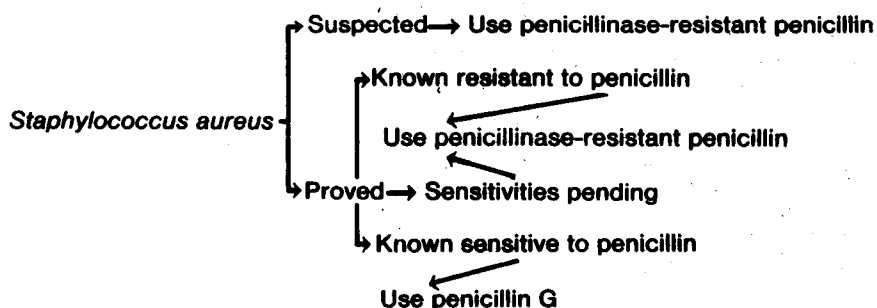 Suspected → Use penicillinase-resistant penicillin
Known resistant to penicillin
Staphylococcus aureus
Use penicillinase-resistant penicillin
Proved → Sensitivities pending
Known sensitive to penicillin
Use penicillin G